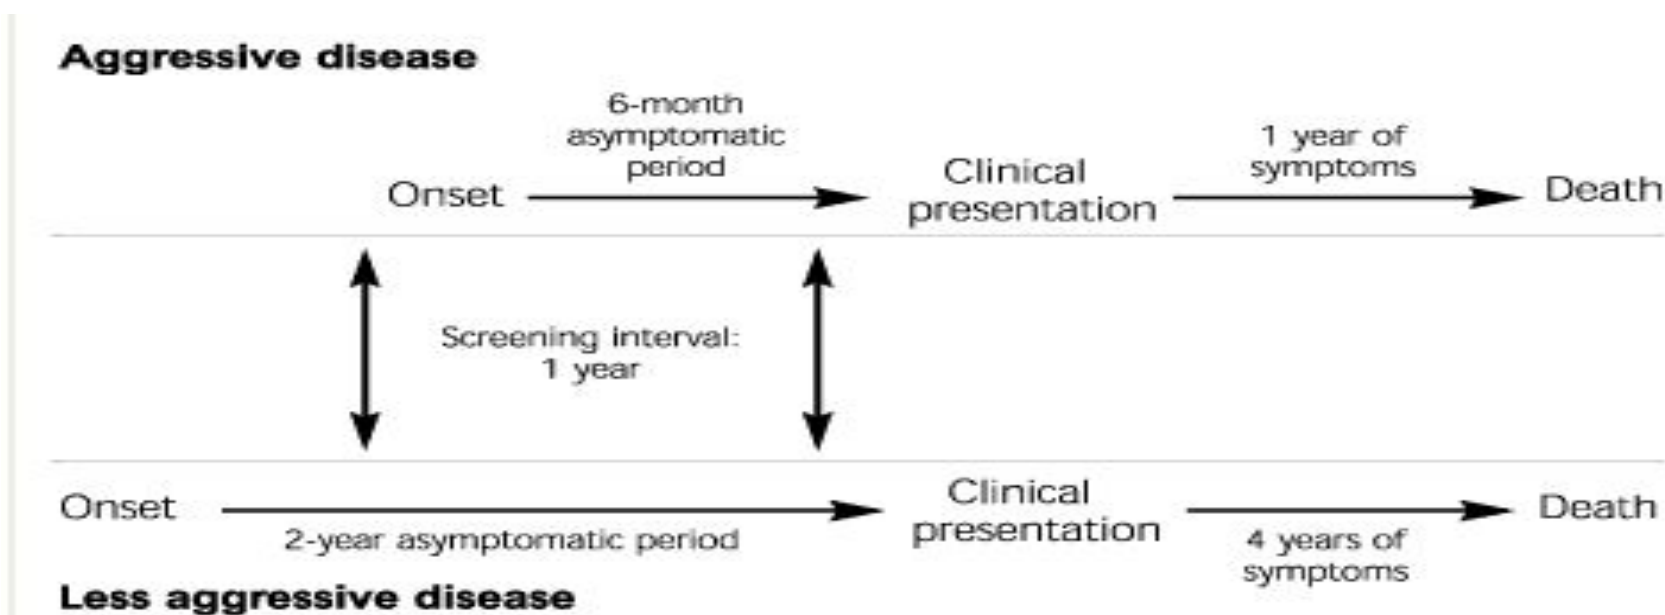 Aggressive disease
6-month
asymptomatic
period
1 year of
symptoms
Onset
Clinical
presentation
Death
Screening interval:
1 year
Onset
2-year asymptomatic period
Clinical
presentation
4 years of
symptoms
Death
Less aggressive disease